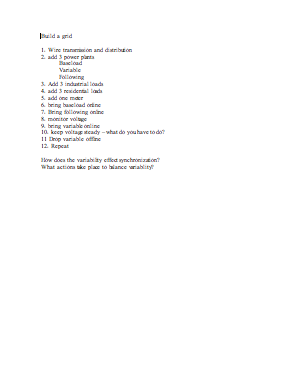 Build a grid
1. Wire transmission and distribution
2. add 3 power plants
Baseload
Variable
Following
3. Add 3 industrial loads
4. add 3 residential loads
5. add one meter
6. bring baseload online
7. Bring following online
8. monitor voltage
9. bring variable online
10. keep voltage steady – what do you have to do?
11 Drop variable offline
12. Repeat
How does the variability effect synchronization?
What actions take place to balance variability?